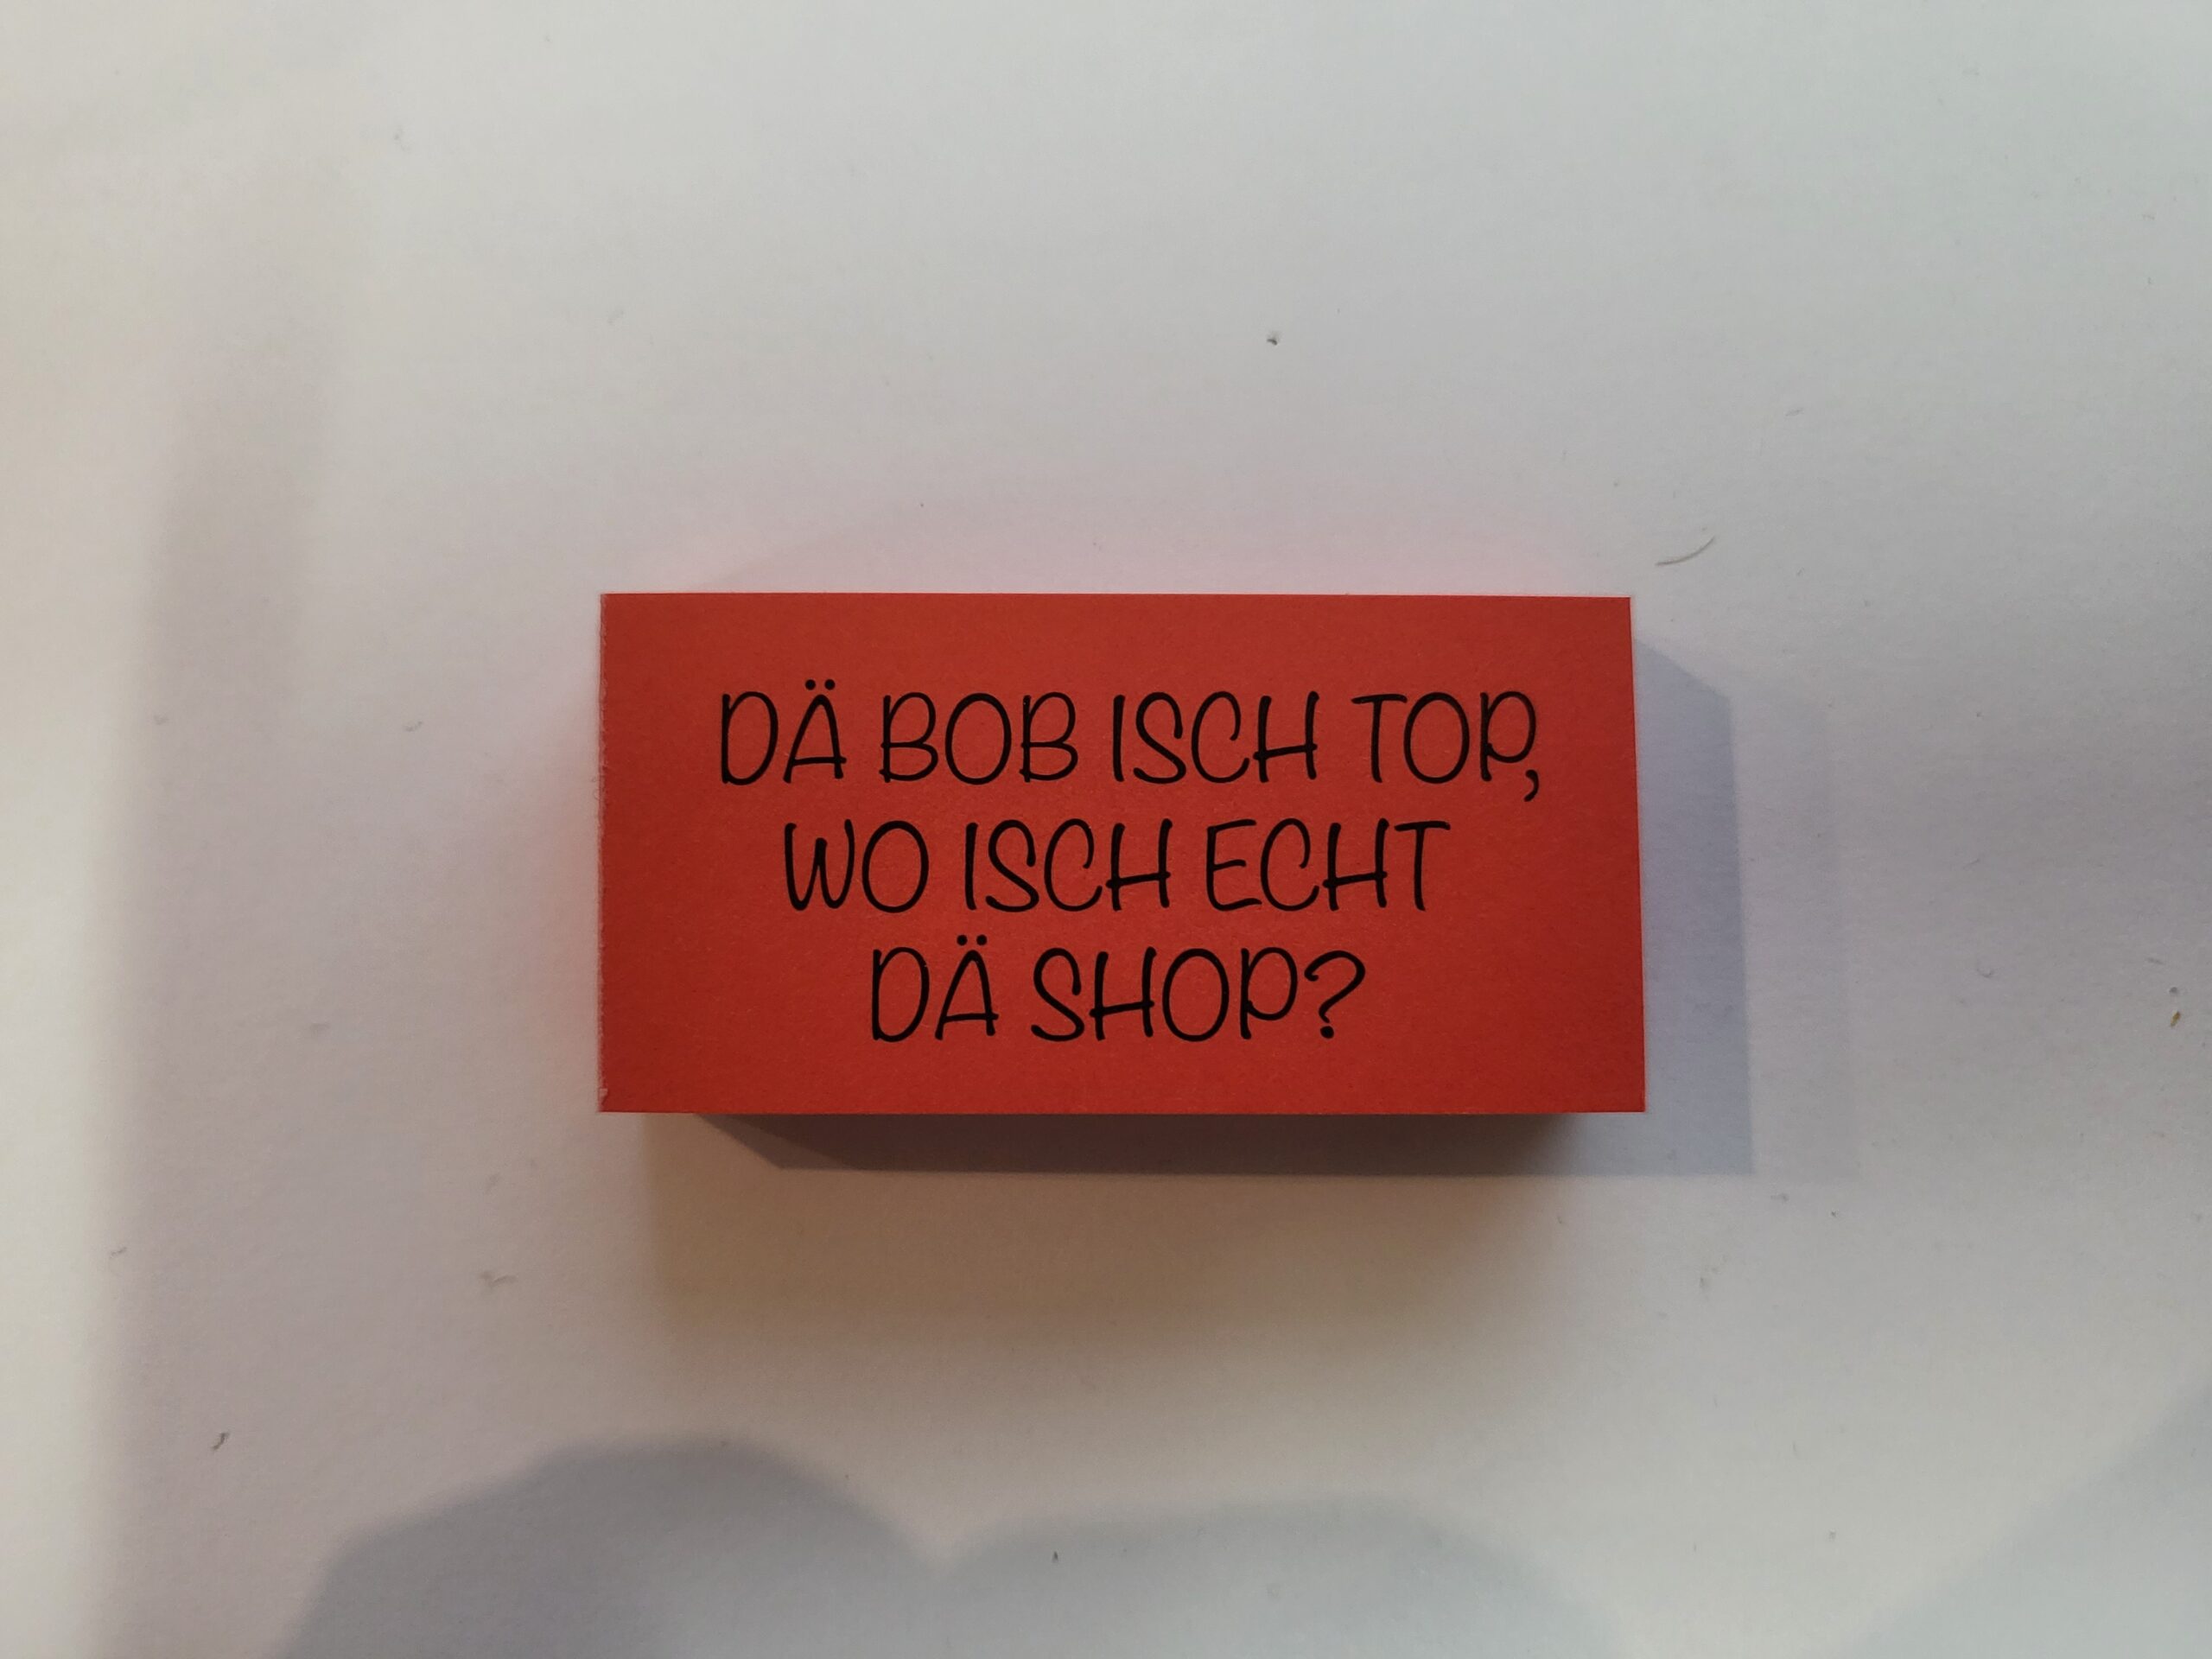 DÄ BOB ISCH TOP,
WO ISCH ECHT
DÄ SHOP?